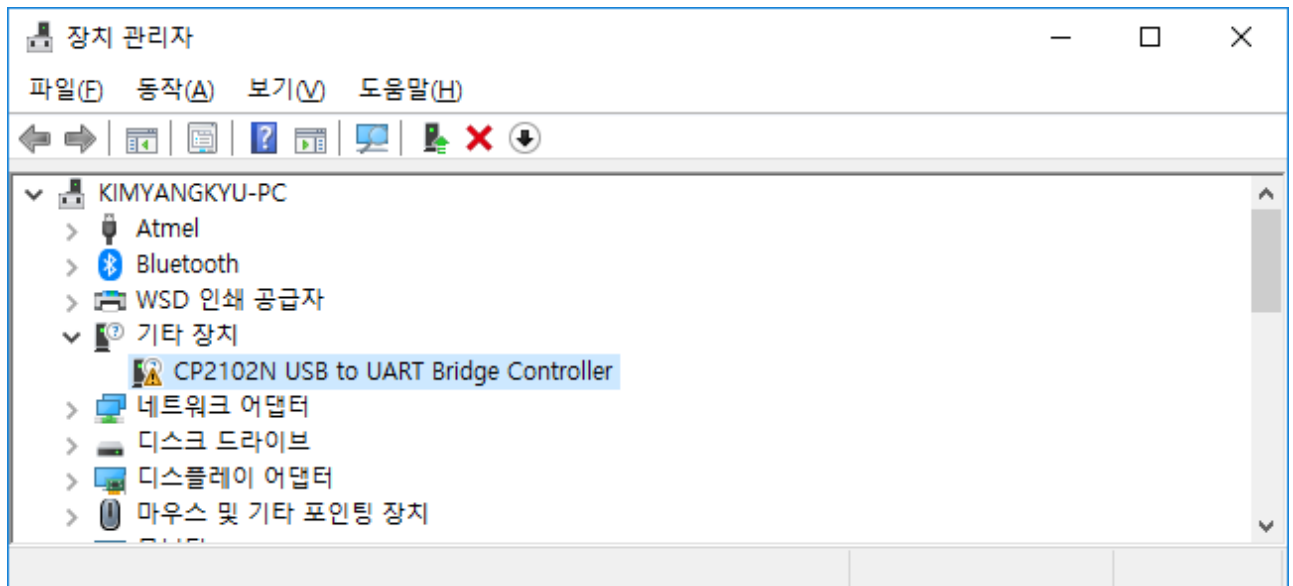 장치 관리자
파일(F) 동작(A) 보기(V) 도움말(H)
KIMYANGKYU-PC
Atmel
Bluetooth
WSD 인쇄 공급자
기타 장치
CP2102N USB to UART Bridge Controller
네트워크 어댑터
디스크 드라이브
디스플레이 어댑터
마우스 및 기타 포인팅 장치